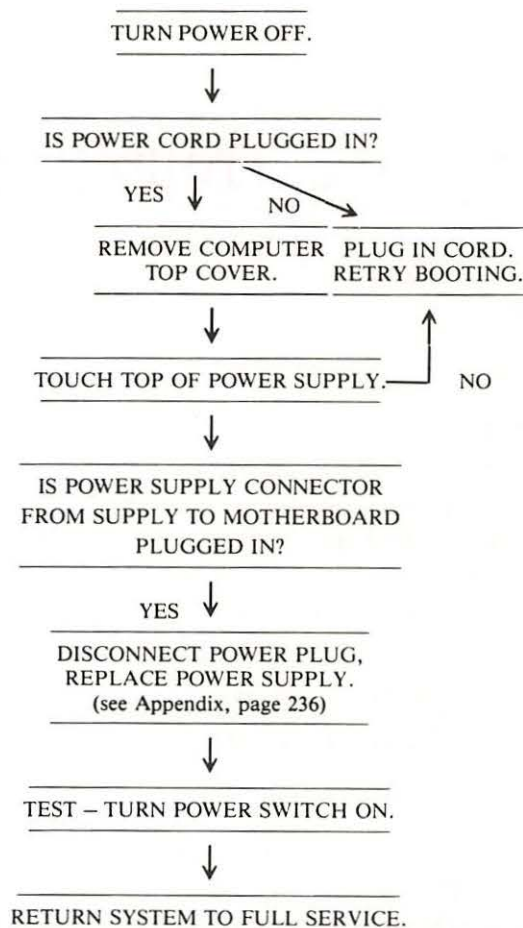 TURN POWER OFF.
IS POWER CORD PLUGGED IN?
YES
NO
REMOVE COMPUTER
TOP COVER.
PLUG IN CORD.
RETRY BOOTING.
TOUCH TOP OF POWER SUPPLY.
NO
IS POWER SUPPLY CONNECTOR
FROM SUPPLY TO MOTHERBOARD
PLUGGED IN?
YES
DISCONNECT POWER PLUG,
REPLACE POWER SUPPLY.
(see Appendix, page 236)
TEST – TURN POWER SWITCH ON.
RETURN SYSTEM TO FULL SERVICE.